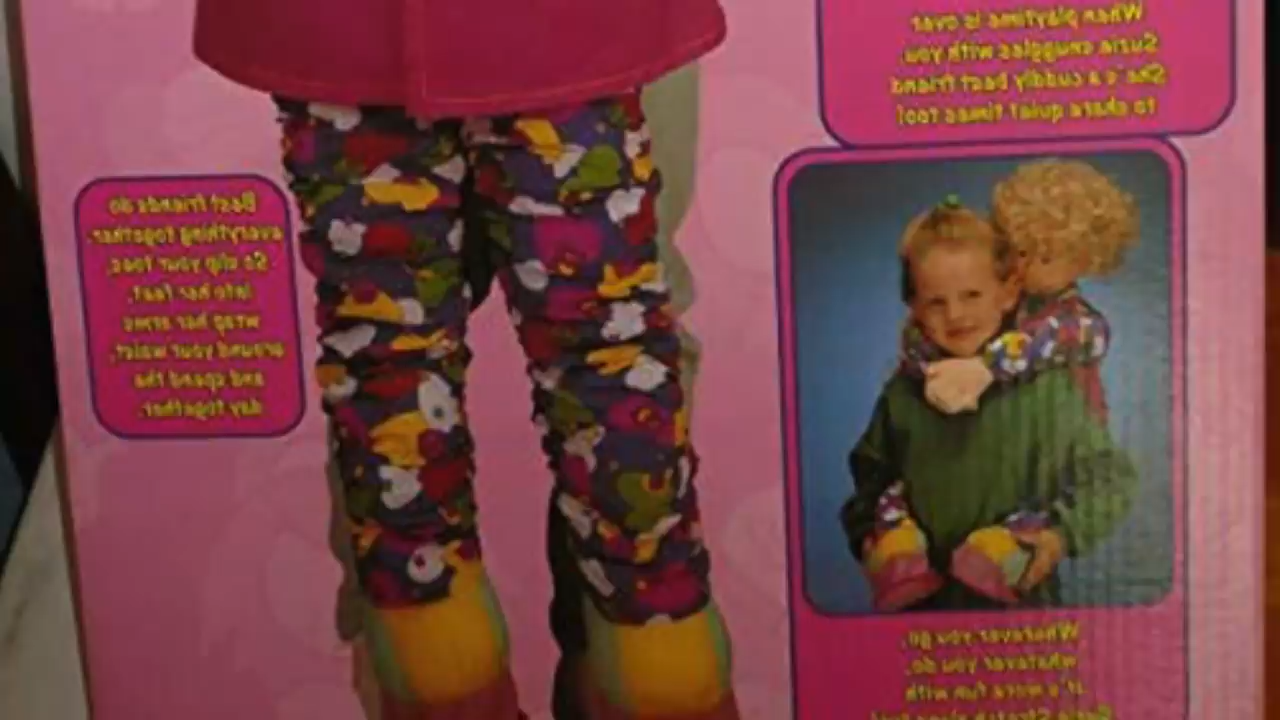 When playtime is over
Suzie snuggles with you.
She's a cuddly best friend
to share quiet times too!
Best friends do
everything together.
So slip your toes,
into her feet,
wrap her arms
around your waist,
and spend the
day together.
Wherever you go,
whatever you do,
it's more fun with
Suzie Stretch